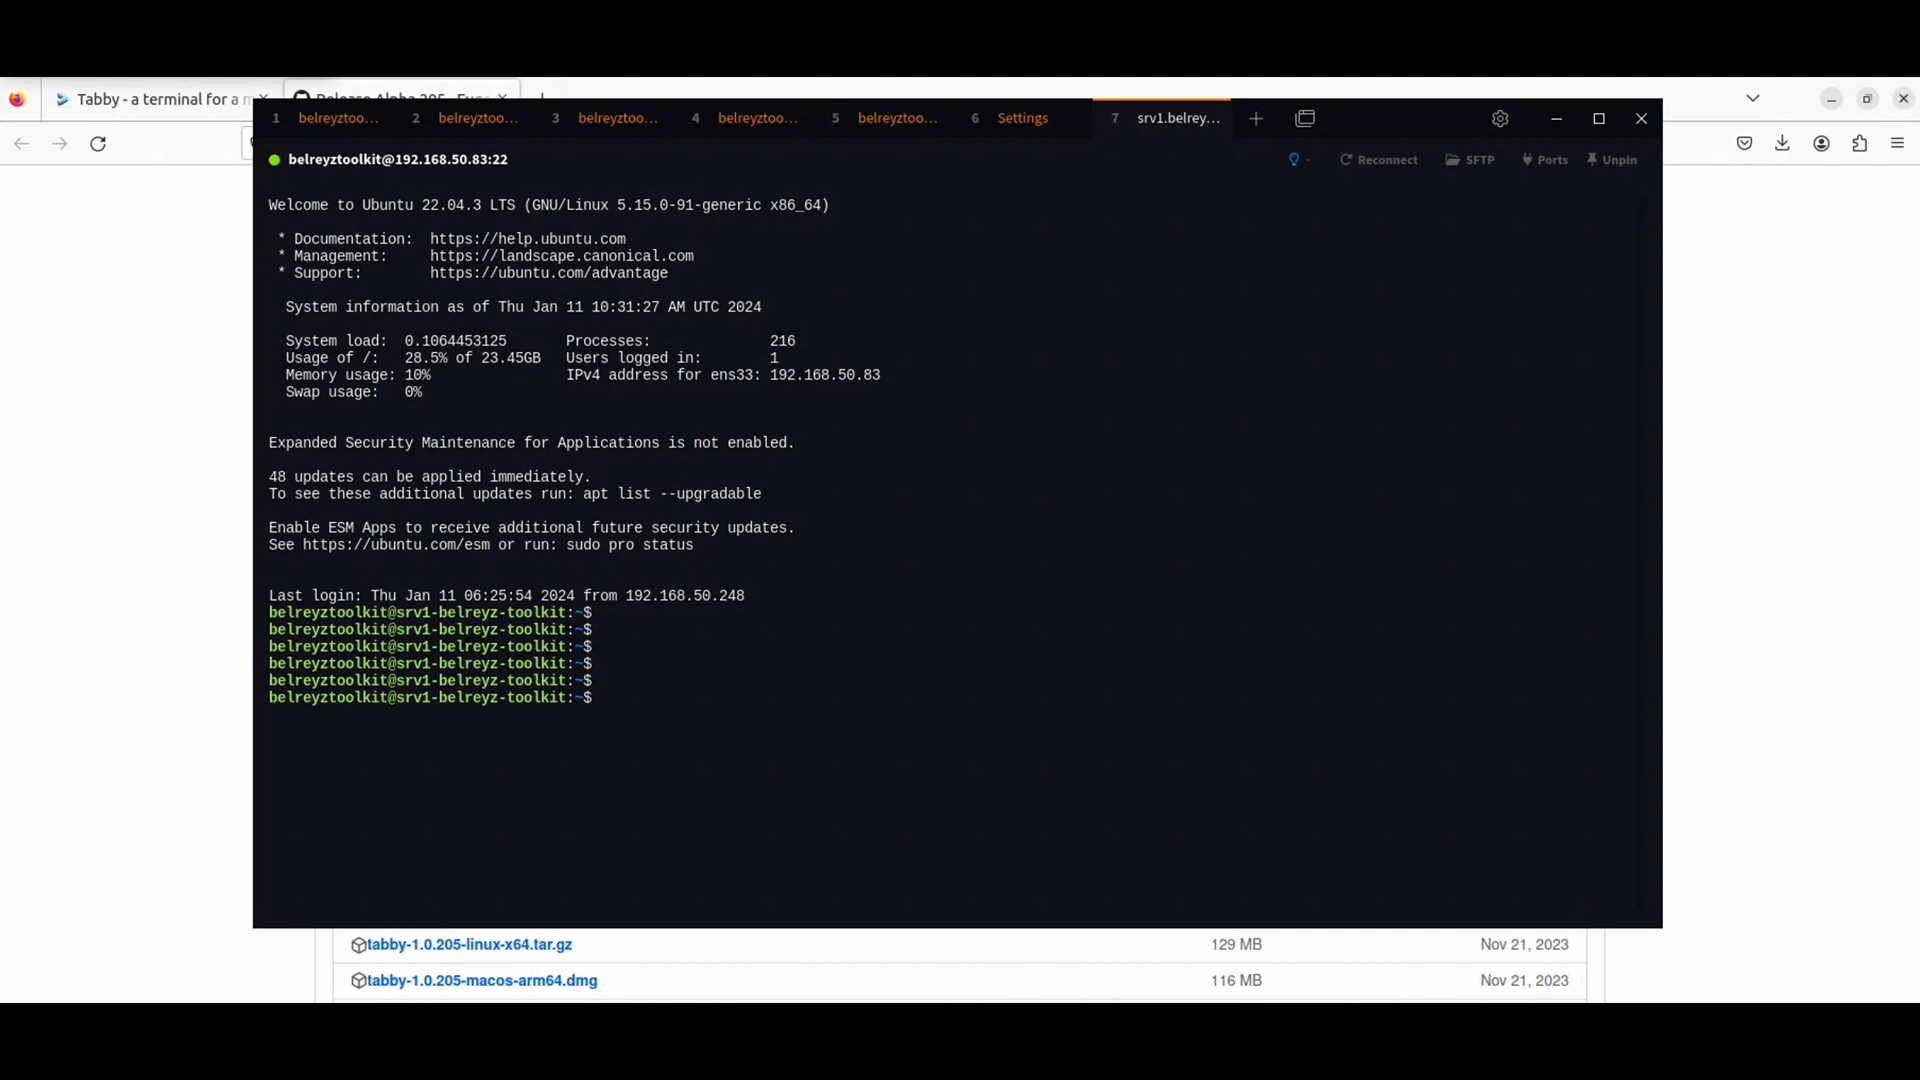 Tabby - a terminal for a m
1 belreyztoo... 2 belreyztoo... 3 belreyztoo... 4 belreyztoo... 5 belreyztoo... 6 Settings 7 srv1.belrey...
belreyztoolkit@192.168.50.83:22 Reconnect SFTP Ports Unpin
Welcome to Ubuntu 22.04.3 LTS (GNU/Linux 5.15.0-91-generic x86_64)
* Documentation: https://help.ubuntu.com
* Management: https://landscape.canonical.com
* Support: https://ubuntu.com/advantage
System information as of Thu Jan 11 10:31:27 AM UTC 2024
System load: 0.1064453125 Processes: 216
Usage of /: 28.5% of 23.45GB Users logged in: 1
Memory usage: 10% IPv4 address for ens33: 192.168.50.83
Swap usage: 0%
Expanded Security Maintenance for Applications is not enabled.
48 updates can be applied immediately.
To see these additional updates run: apt list --upgradable
Enable ESM Apps to receive additional future security updates.
See https://ubuntu.com/esm or run: sudo pro status
Last login: Thu Jan 11 06:25:54 2024 from 192.168.50.248
belreyztoolkit@srv1-belreyz-toolkit:~$
belreyztoolkit@srv1-belreyz-toolkit:~$
belreyztoolkit@srv1-belreyz-toolkit:~$
belreyztoolkit@srv1-belreyz-toolkit:~$
belreyztoolkit@srv1-belreyz-toolkit:~$
belreyztoolkit@srv1-belreyz-toolkit:~$
tabby-1.0.205-linux-x64.tar.gz 129 MB Nov 21, 2023
tabby-1.0.205-macos-arm64.dmg 116 MB Nov 21, 2023